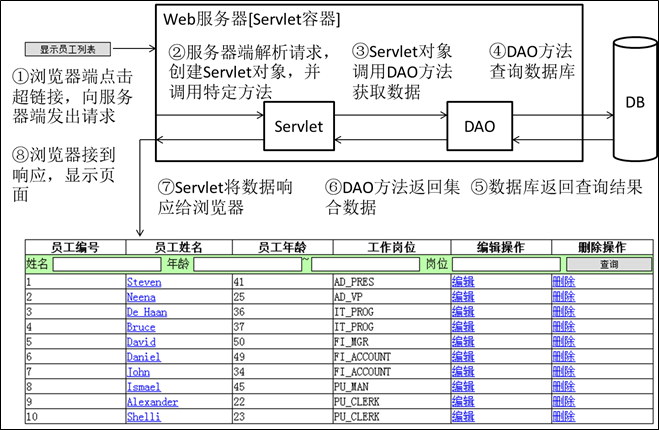 Web服务器[Servlet容器]
显示员工列表
①浏览器端点击
超链接，向服务
器端发出请求
②服务器端解析请求，
创建Servlet对象，并
调用特定方法
③Servlet对象
调用DAO方法
获取数据
④DAO方法
查询数据库
DB
Servlet
DAO
⑧浏览器接到
响应，显示页
面
⑦Servlet将数据响
应给浏览器
⑥DAO方法返回集
合数据
⑤数据库返回查询结果
员工编号 员工姓名 员工年龄 工作岗位 编辑操作 删除操作
姓名 年龄 ~ 岗位 查询
1 Steven 41 AD_PRES 编辑 删除
2 Neena 25 AD_VP 编辑 删除
3 De Haan 36 IT_PROG 编辑 删除
4 Bruce 37 IT_PROG 编辑 删除
5 David 50 FI_MGR 编辑 删除
6 Daniel 49 FI_ACCOUNT 编辑 删除
7 John 34 FI_ACCOUNT 编辑 删除
8 Ismael 45 PU_MAN 编辑 删除
9 Alexander 22 PU_CLERK 编辑 删除
10 Shelli 23 PU_CLERK 编辑 删除